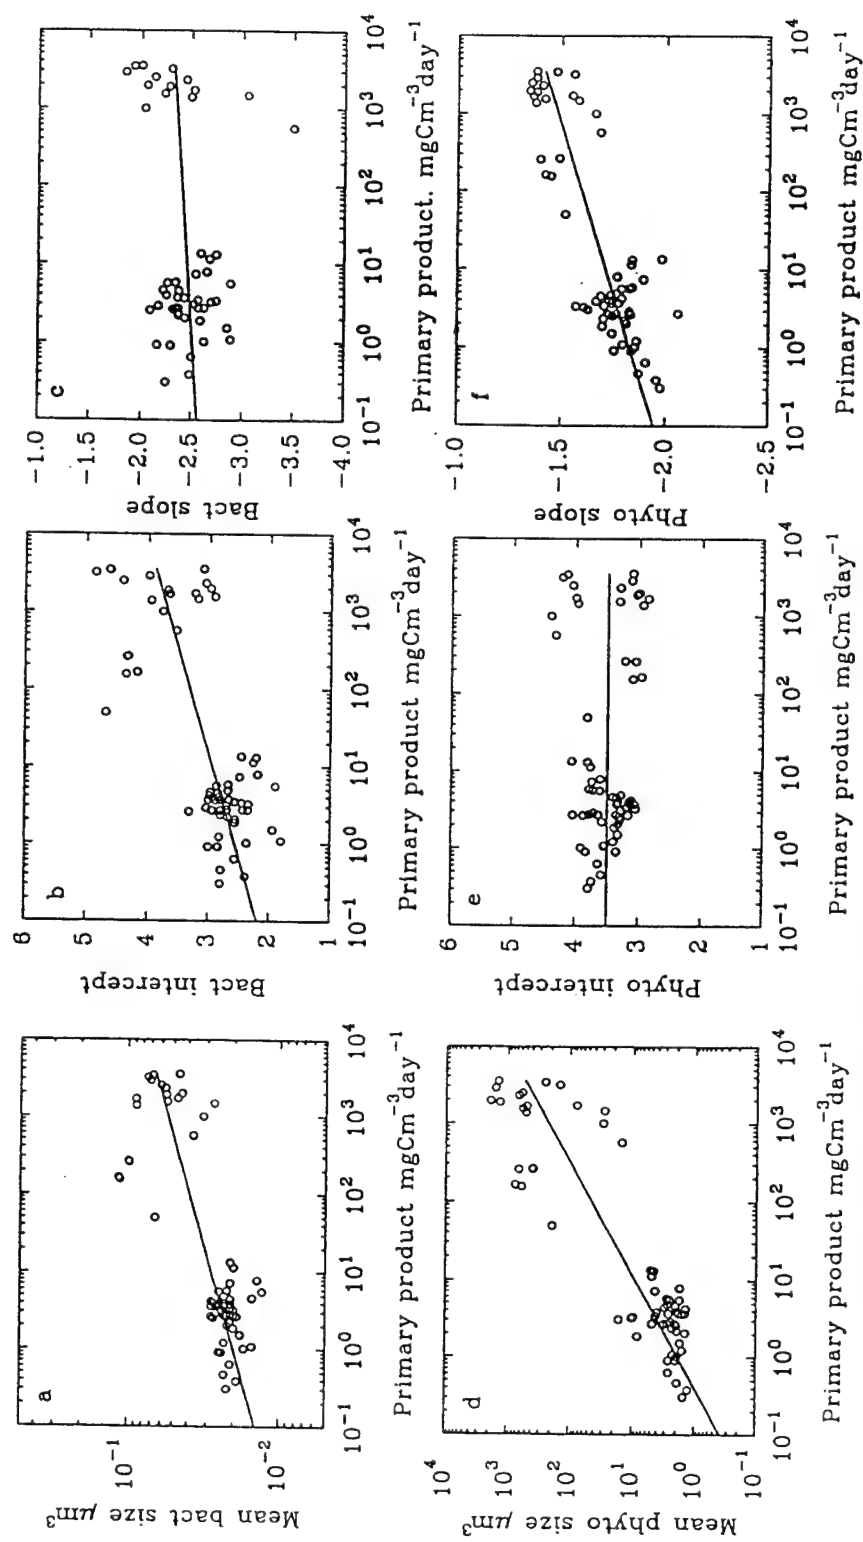 a
Mean bact size μm³
10⁻¹
10⁻²
10⁻¹ 10⁰ 10¹ 10² 10³ 10⁴
Primary product mgCm⁻³day⁻¹
b
Bact intercept
6
5
4
3
2
1
10⁻¹ 10⁰ 10¹ 10² 10³ 10⁴
Primary product mgCm⁻³day⁻¹
c
Bact slope
-1.0
-1.5
-2.0
-2.5
-3.0
-3.5
-4.0
10⁻¹ 10⁰ 10¹ 10² 10³ 10⁴
Primary product. mgCm⁻³day⁻¹
d
Mean phyto size μm³
10⁴
10³
10²
10¹
10⁰
10⁻¹
10⁻¹ 10⁰ 10¹ 10² 10³ 10⁴
Primary product mgCm⁻³day⁻¹
e
Phyto intercept
6
5
4
3
2
1
10⁻¹ 10⁰ 10¹ 10² 10³ 10⁴
Primary product mgCm⁻³day⁻¹
f
Phyto slope
-1.0
-1.5
-2.0
-2.5
10⁻¹ 10⁰ 10¹ 10² 10³ 10⁴
Primary product mgCm⁻³day⁻¹